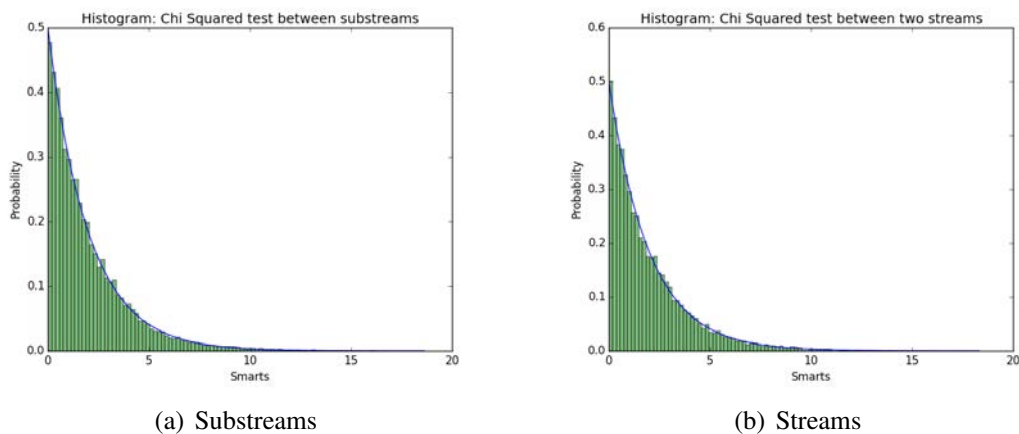 Histogram: Chi Squared test between substreams
0.5
0.4
0.3
0.2
0.1
0.0
Probability
0
5
10
15
20
Smarts
(a) Substreams
Histogram: Chi Squared test between two streams
0.6
0.5
0.4
0.3
0.2
0.1
0.0
Probability
0
5
10
15
20
Smarts
(b) Streams